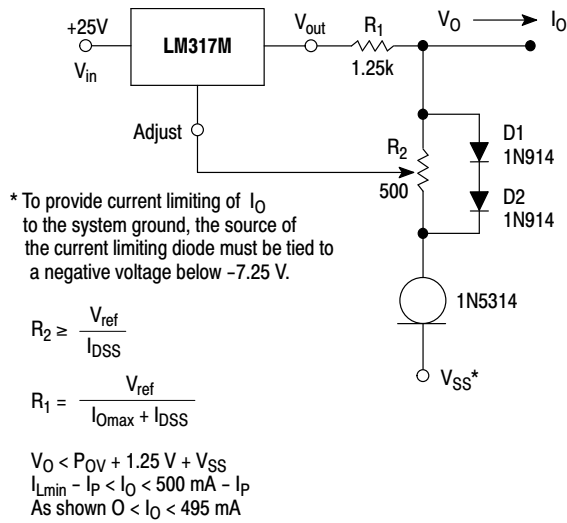 +25V
V_in
LM317M
V_out
R_1
1.25k
V_O
I_O
Adjust
R_2
500
D1
1N914
D2
1N914
1N5314
V_SS*
* To provide current limiting of I_O
to the system ground, the source of
the current limiting diode must be tied to
a negative voltage below –7.25 V.
R_2 ≥ V_ref / I_DSS
R_1 = V_ref / (I_Omax + I_DSS)
V_O < P_OV + 1.25 V + V_SS
I_Lmin – I_P < I_O < 500 mA – I_P
As shown O < I_O < 495 mA